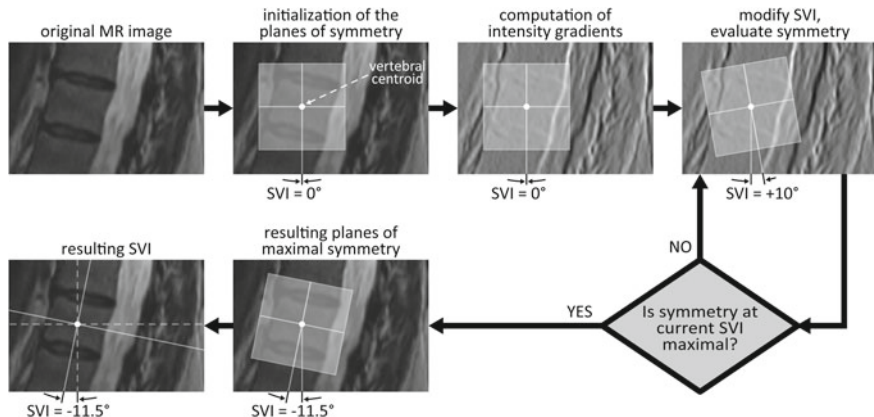 original MR image
initialization of the
planes of symmetry
vertebral
centroid
SVI = 0°
computation of
intensity gradients
SVI = 0°
modify SVI,
evaluate symmetry
SVI = +10°
NO
Is symmetry at
current SVI
maximal?
YES
resulting planes of
maximal symmetry
SVI = -11.5°
resulting SVI
SVI = -11.5°